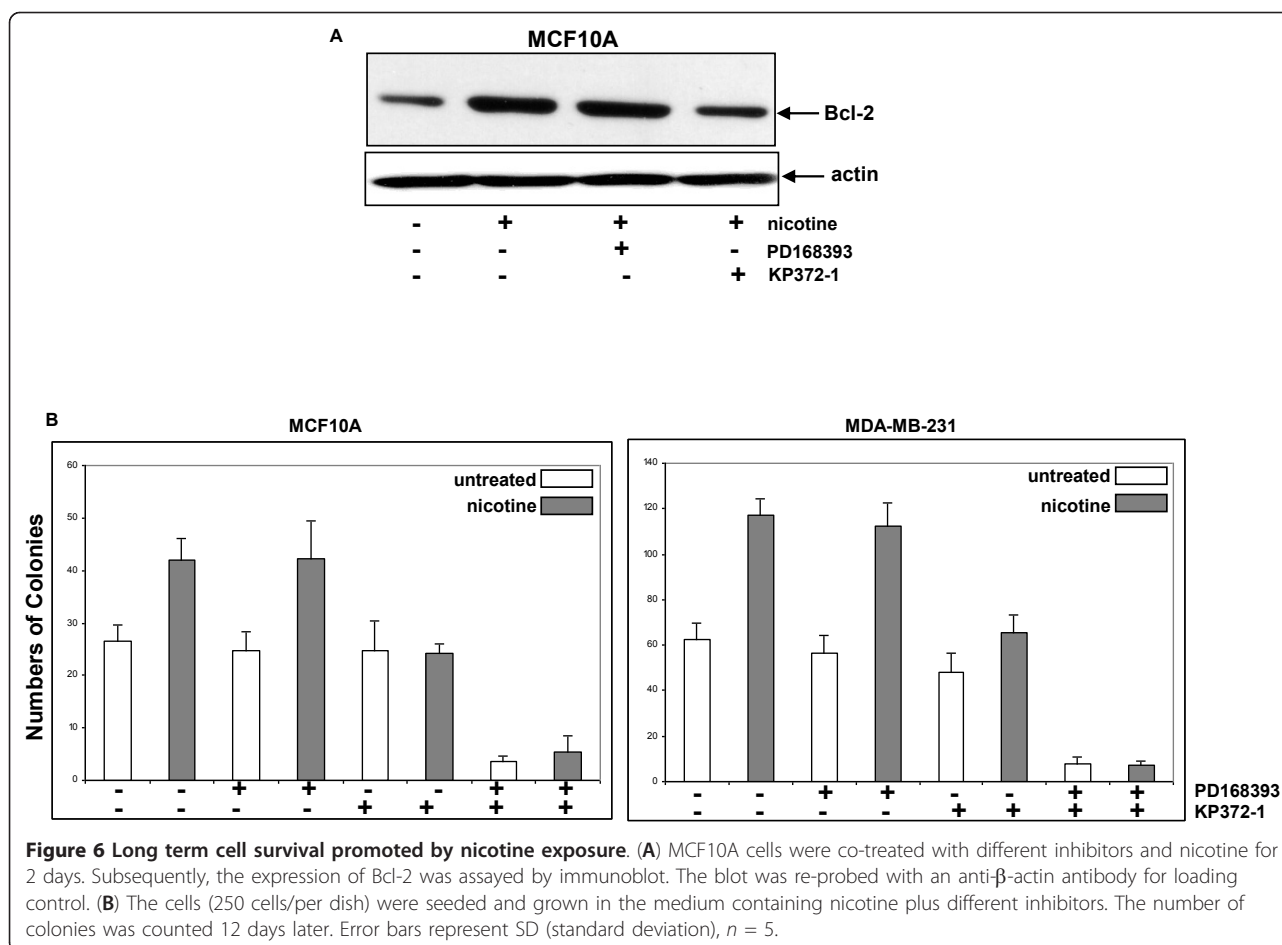 A
MCF10A
Bcl-2
actin
- + + + nicotine
- - + - PD168393
- - - + KP372-1
B
MCF10A
MDA-MB-231
Numbers of Colonies
60
50
40
30
20
10
0
untreated
nicotine
140
120
100
80
60
40
20
0
untreated
nicotine
- - + + - - + + - - + + - - + + PD168393
- - - - + + + + - - - - + + + + KP372-1
Figure 6 Long term cell survival promoted by nicotine exposure. (A) MCF10A cells were co-treated with different inhibitors and nicotine for
2 days. Subsequently, the expression of Bcl-2 was assayed by immunoblot. The blot was re-probed with an anti-β-actin antibody for loading
control. (B) The cells (250 cells/per dish) were seeded and grown in the medium containing nicotine plus different inhibitors. The number of
colonies was counted 12 days later. Error bars represent SD (standard deviation), n = 5.